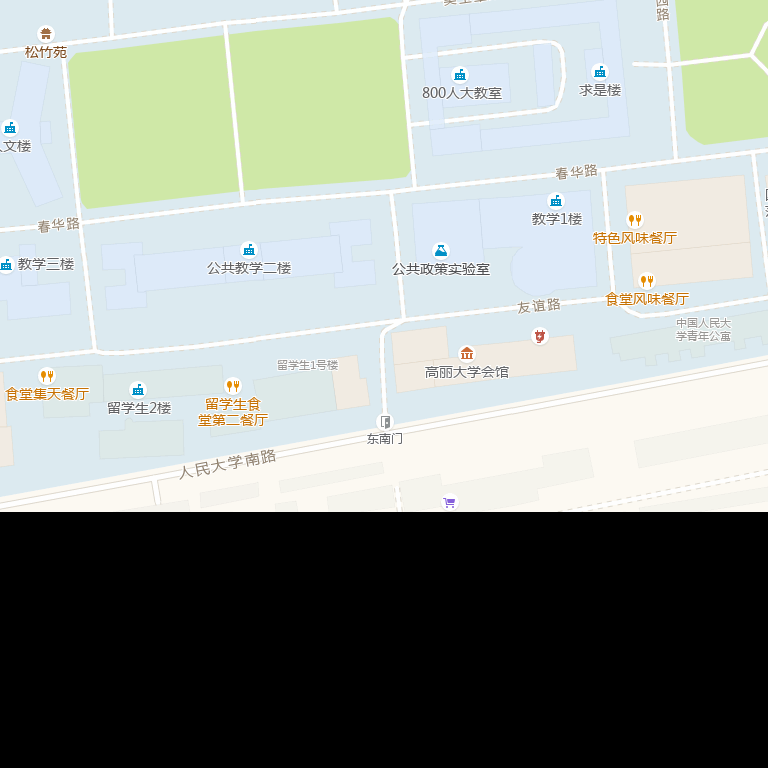 松竹苑
800人大教室
求是楼
文楼
春华路
春华路
教学1楼
特色风味餐厅
教学三楼
公共教学二楼
公共政策实验室
食堂风味餐厅
友谊路
中国人民大
学青年公寓
留学生1号楼
高丽大学会馆
食堂集天餐厅
留学生2楼
留学生食
堂第二餐厅
东南门
人民大学南路